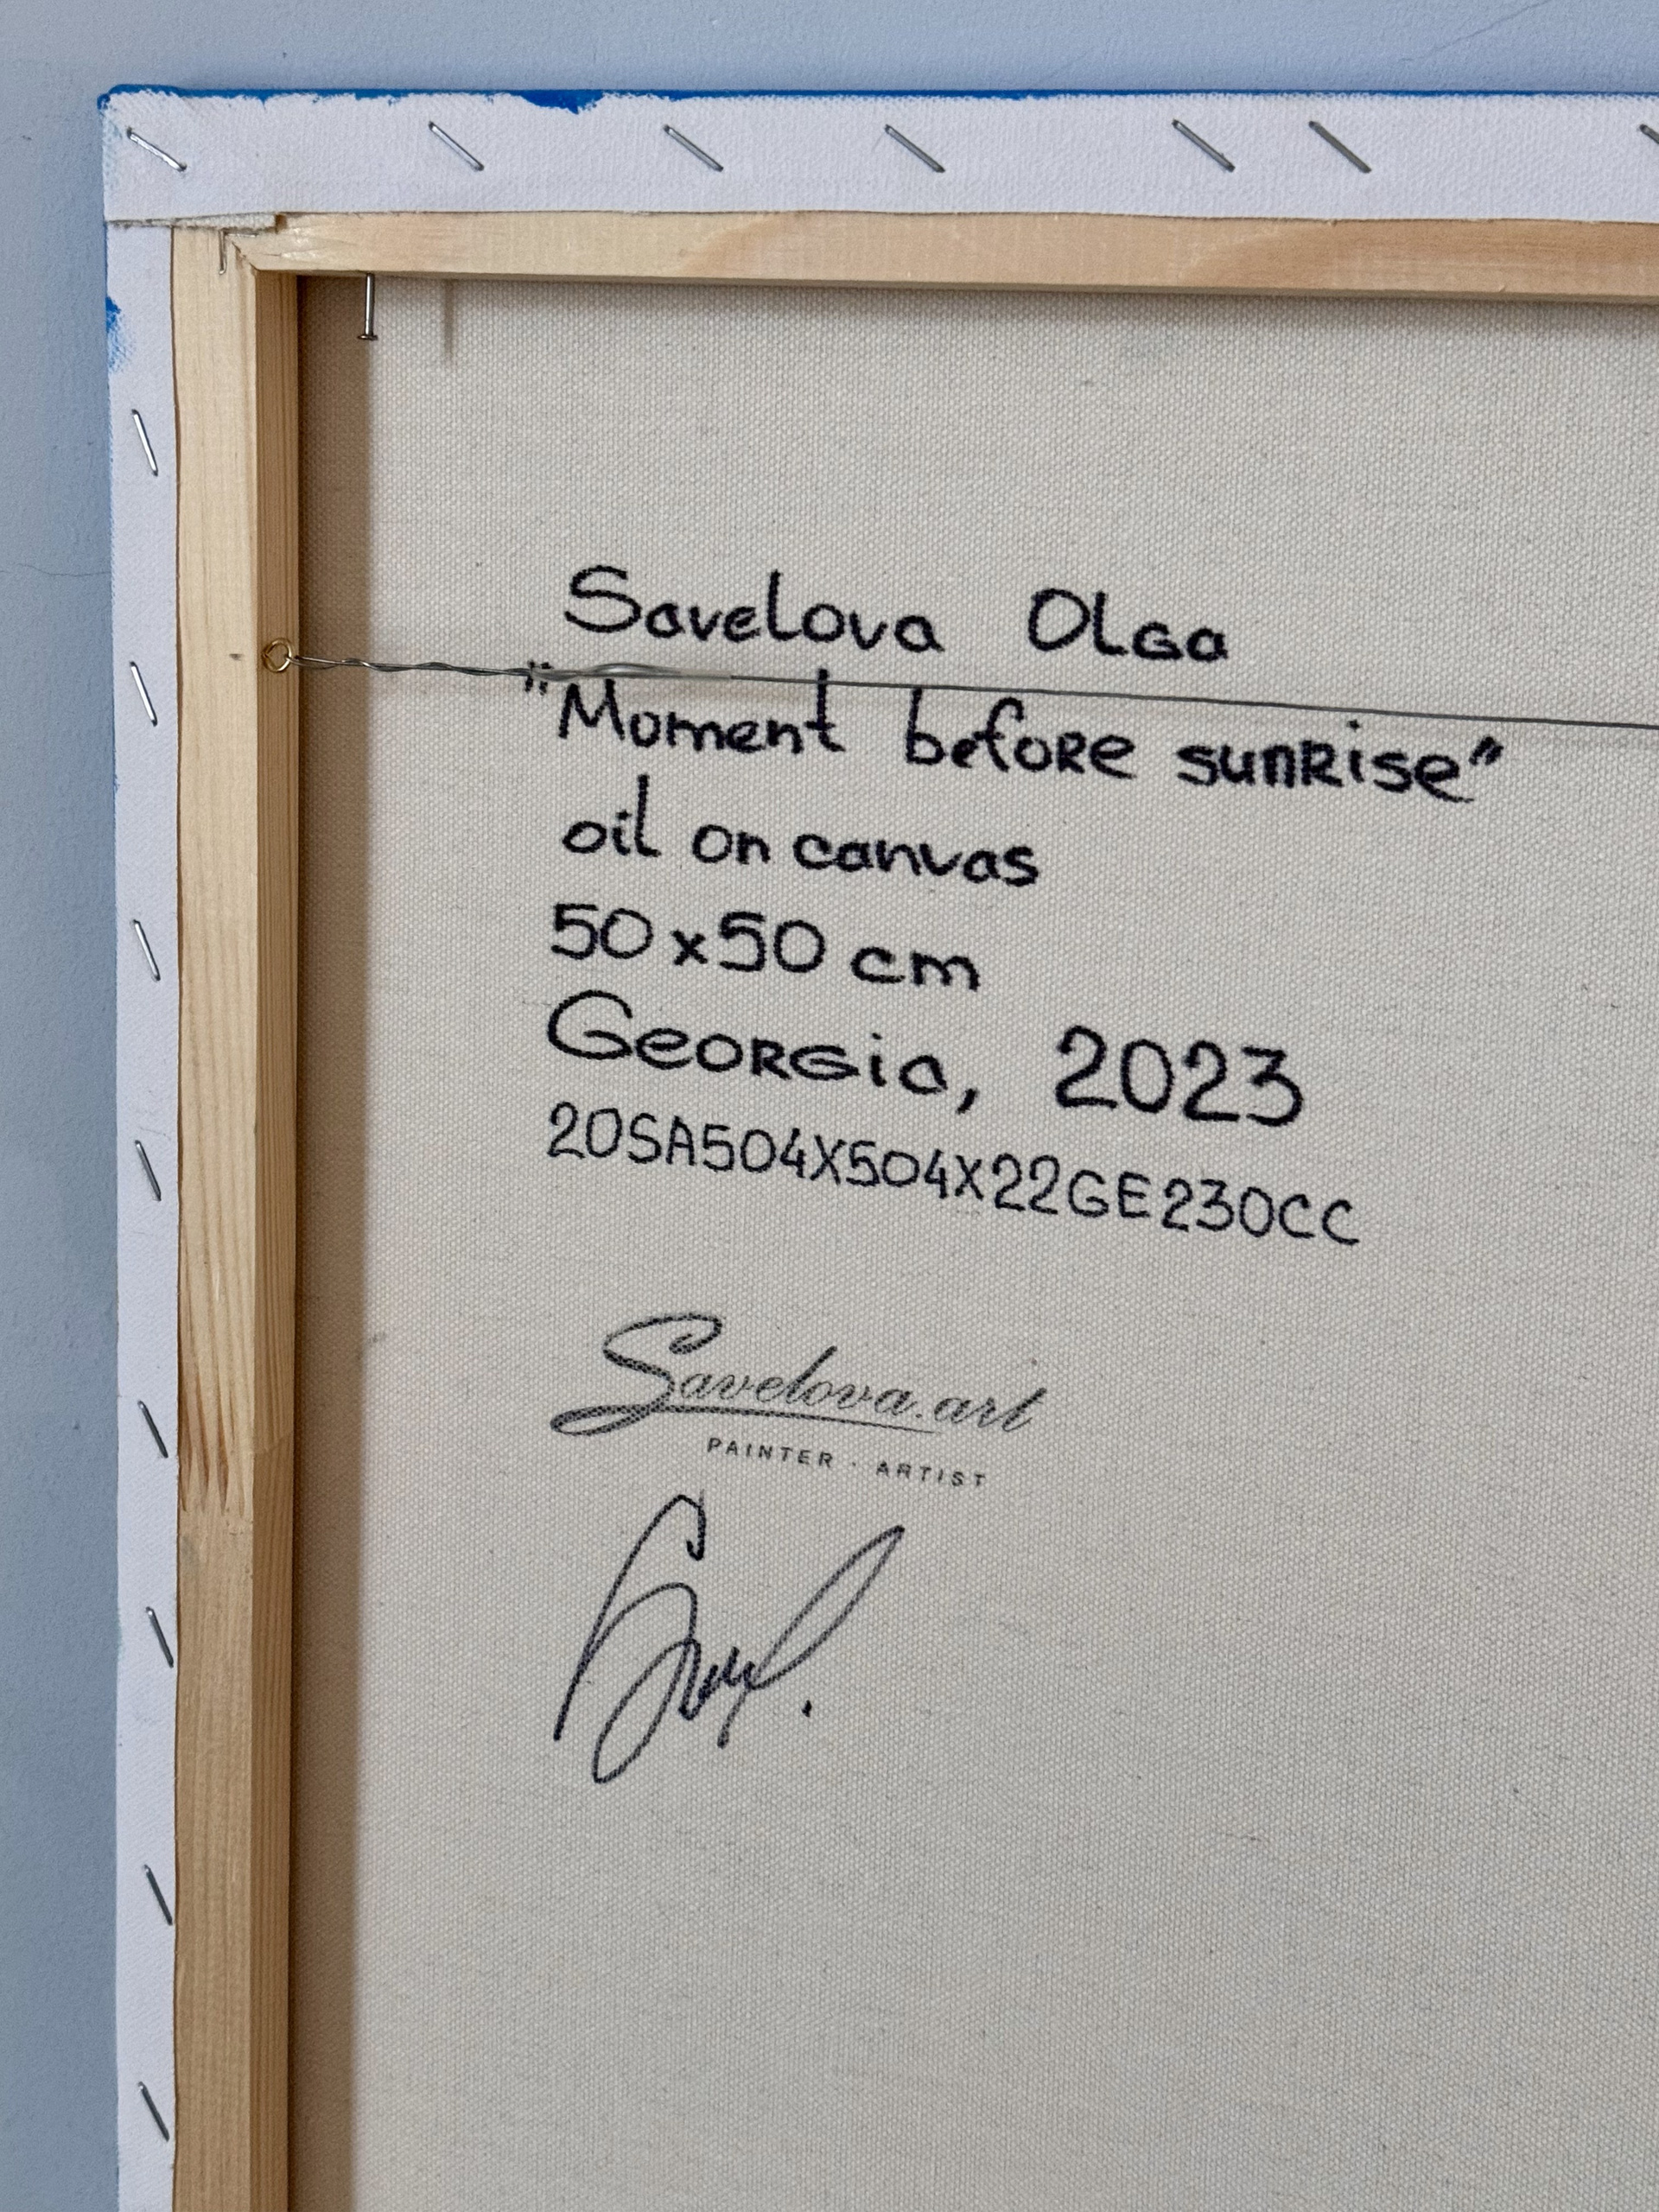 Savelova Olga
"Moment before sunrise"
oil on canvas
50x50 cm
Georgia, 2023
20SA504X504X22GE230CC
Savelova.art
PAINTER · ARTIST